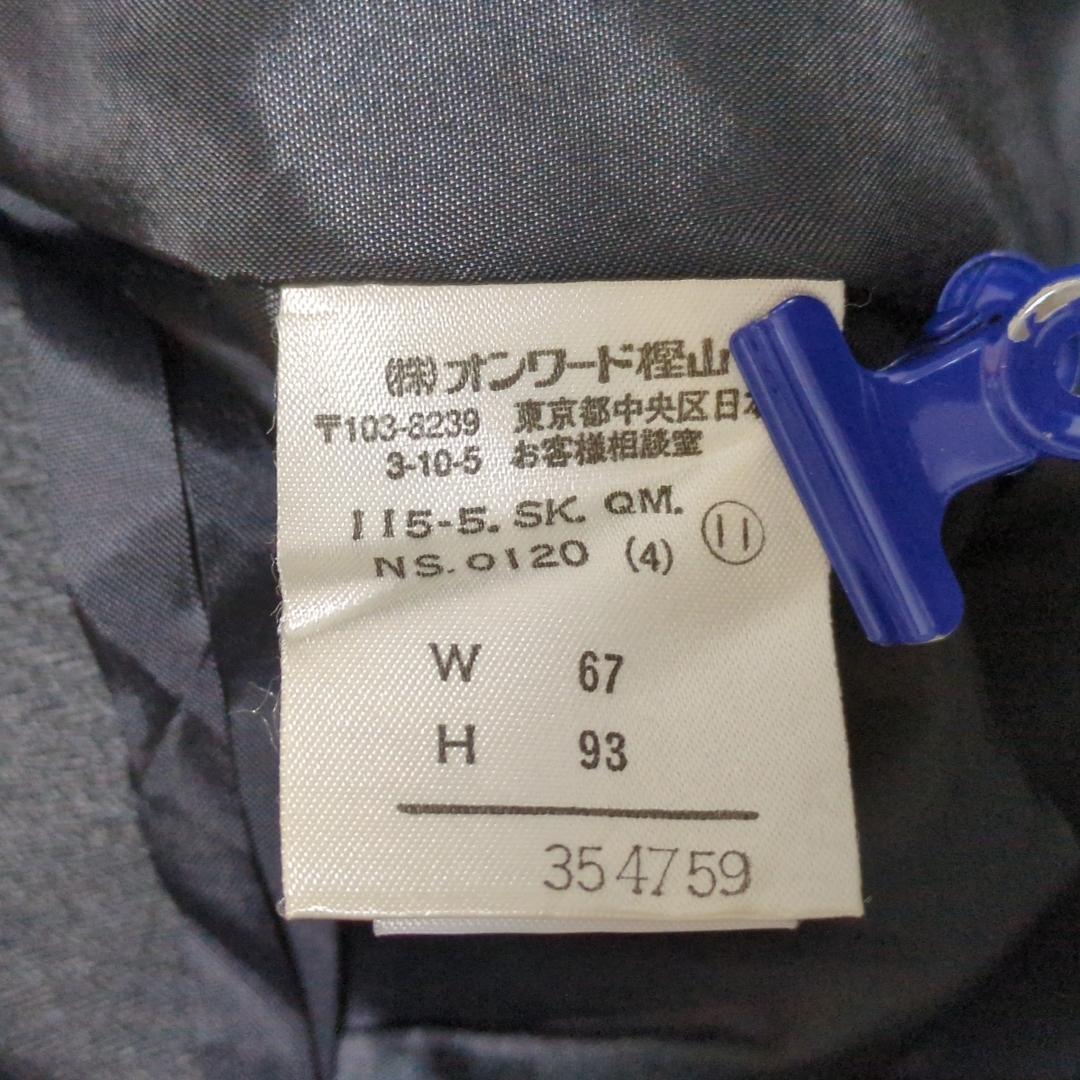 (株)オンワード樫山
〒103-8239 東京都中央区日本
3-10-5 お客様相談室
115-5. SK. QM.
NS. 0120 (4) ⑪
W 67
H 93
354759